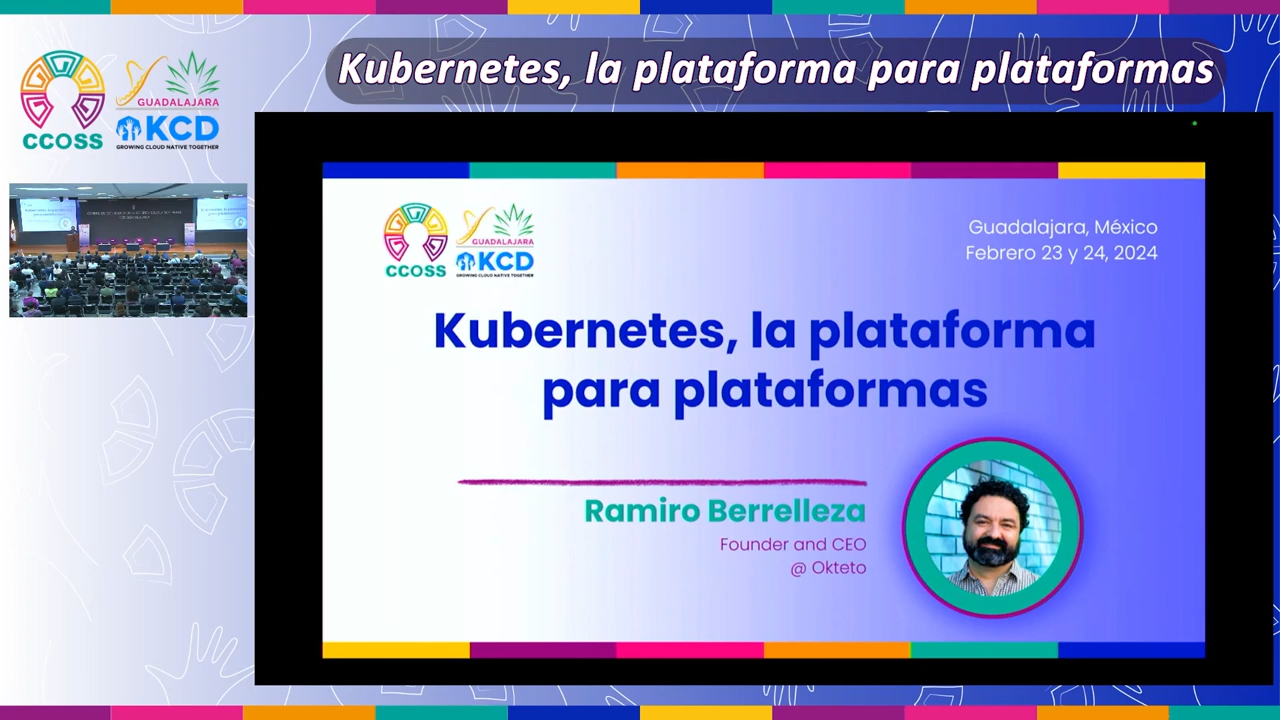 Kubernetes, la plataforma para plataformas
CCOSS
GUADALAJARA
KCD
GROWING CLOUD NATIVE TOGETHER
CCOSS
GUADALAJARA
KCD
GROWING CLOUD NATIVE TOGETHER
Guadalajara, México
Febrero 23 y 24, 2024
Kubernetes, la plataforma
para plataformas
Ramiro Berrelleza
Founder and CEO
@ Okteto